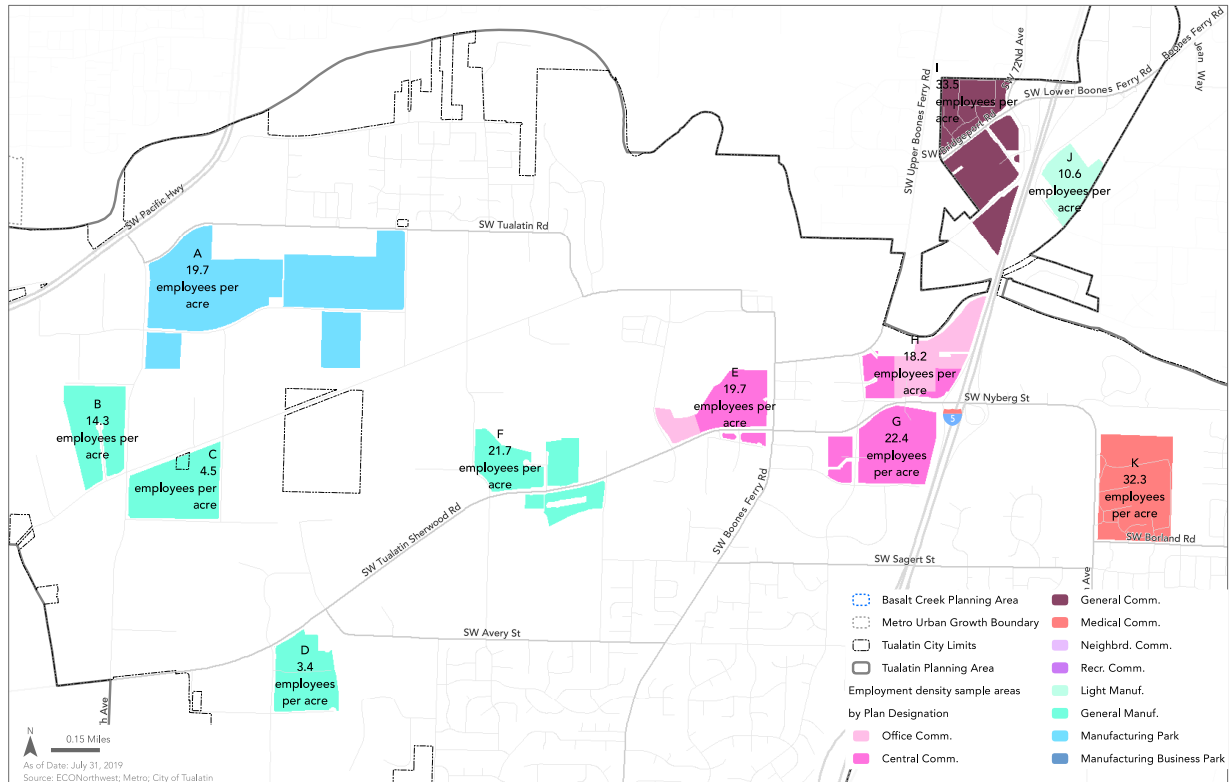 SW Pacific Hwy
SW Tualatin Rd
SW Upper Boones Ferry Rd
SW 72Nd Ave
SW Lower Boones Ferry Rd
Boones Ferry Rd
Jean Way
SW Bridgeport Rd
I
33.5
employees per
acre
J
10.6
employees per
acre
A
19.7
employees per
acre
H
18.2
employees per
acre
E
19.7
employees per
acre
SW Nyberg St
5
B
14.3
employees per
acre
G
22.4
employees
per acre
F
21.7
employees per
acre
C
4.5
employees per
acre
K
32.3
employees
per acre
SW Tualatin Sherwood Rd
SW Boones Ferry Rd
SW Borland Rd
SW Sagert St
SW Avery St
D
3.4
employees
per acre
h Ave
n Ave
Basalt Creek Planning Area
Metro Urban Growth Boundary
Tualatin City Limits
Tualatin Planning Area
Employment density sample areas
by Plan Designation
Office Comm.
Central Comm.
General Comm.
Medical Comm.
Neighbrd. Comm.
Recr. Comm.
Light Manuf.
General Manuf.
Manufacturing Park
Manufacturing Business Park
N
0.15 Miles
As of Date: July 31, 2019
Source: ECONorthwest; Metro, City of Tualatin